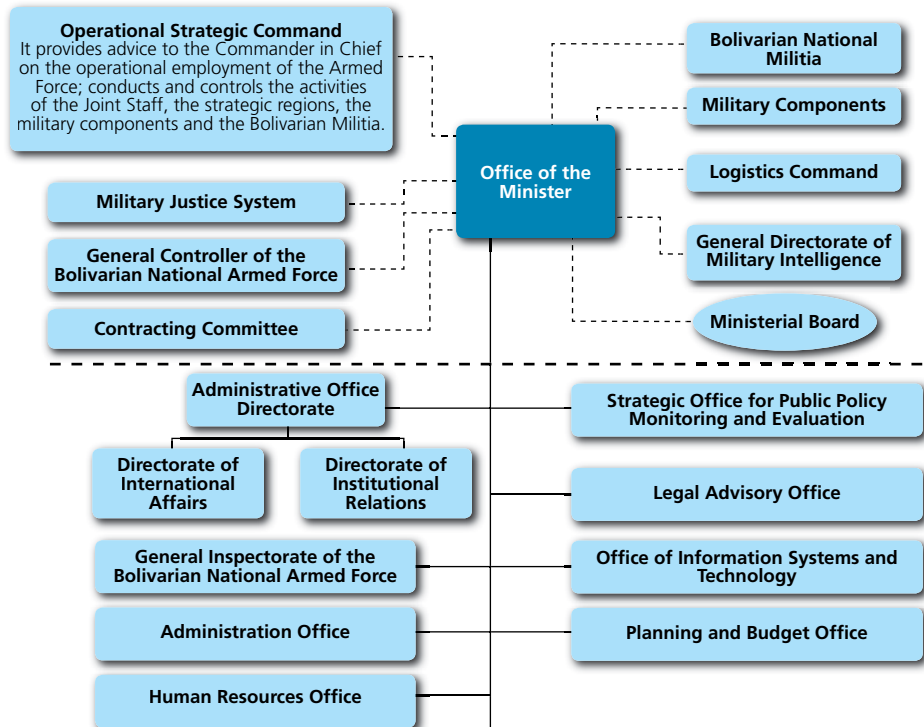 Operational Strategic Command
It provides advice to the Commander in Chief
on the operational employment of the Armed
Force; conducts and controls the activities
of the Joint Staff, the strategic regions, the
military components and the Bolivarian Militia.
Bolivarian National
Militia
Military Components
Office of the
Minister
Logistics Command
Military Justice System
General Directorate of
Military Intelligence
General Controller of the
Bolivarian National Armed Force
Contracting Committee
Ministerial Board
Administrative Office
Directorate
Strategic Office for Public Policy
Monitoring and Evaluation
Directorate of
International
Affairs
Directorate of
Institutional
Relations
Legal Advisory Office
General Inspectorate of the
Bolivarian National Armed Force
Office of Information Systems and
Technology
Administration Office
Planning and Budget Office
Human Resources Office